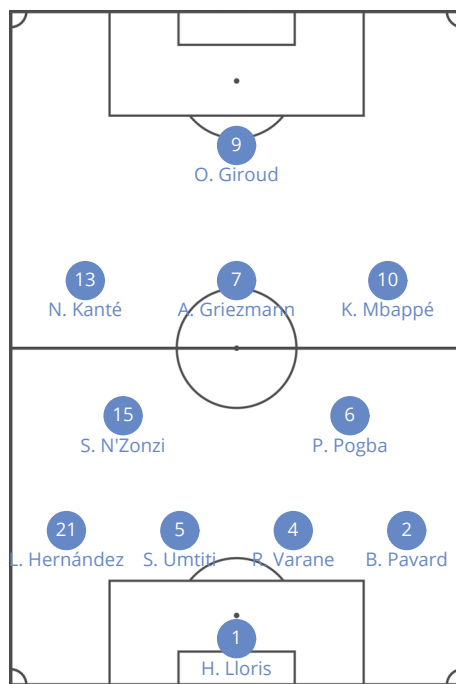 9
O. Giroud
13
N. Kanté
7
A. Griezmann
10
K. Mbappé
15
S. N'Zonzi
6
P. Pogba
21
L. Hernández
5
S. Umtiti
4
R. Varane
2
B. Pavard
1
H. Lloris